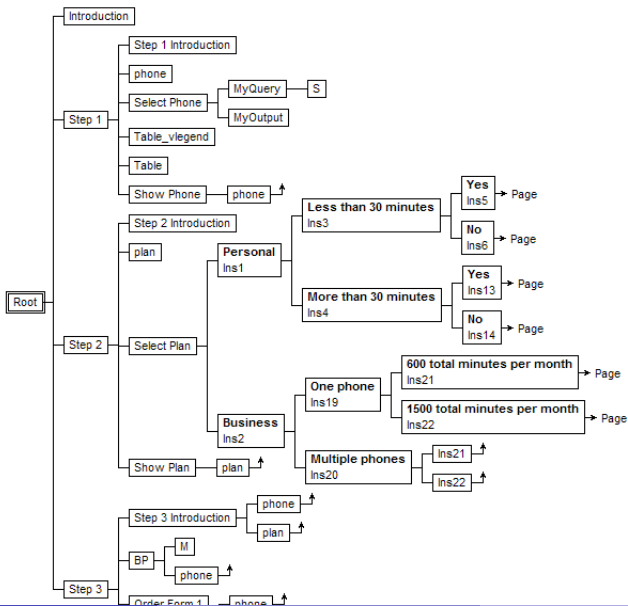 Introduction
Step 1 Introduction
phone
Select Phone
MyQuery
S
MyOutput
Step 1
Table_vlegend
Table
Show Phone
phone
Less than 30 minutes
Ins3
Yes
Ins5
Page
No
Ins6
Page
Step 2 Introduction
plan
Personal
Ins1
More than 30 minutes
Ins4
Yes
Ins13
Page
No
Ins14
Page
Root
Step 2
Select Plan
One phone
Ins19
600 total minutes per month
Ins21
Page
1500 total minutes per month
Ins22
Page
Business
Ins2
Multiple phones
Ins20
Ins21
Ins22
Show Plan
plan
Step 3 Introduction
phone
plan
BP
M
phone
Step 3
Order Form 1
phone